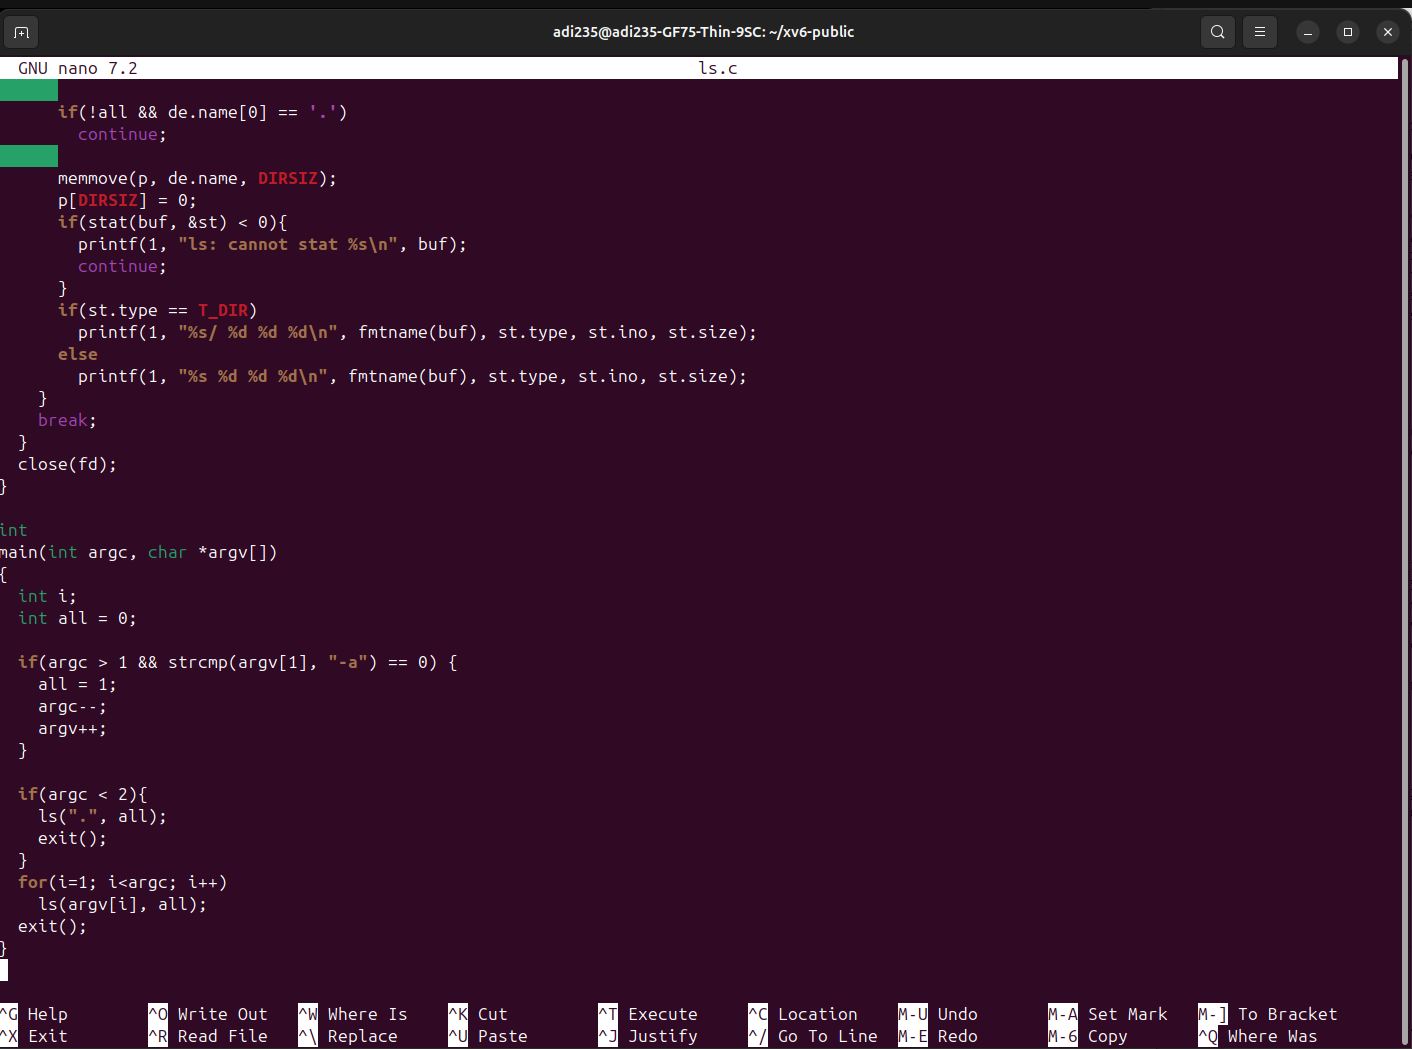 adi235@adi235-GF75-Thin-9SC: ~/xv6-public
GNU nano 7.2 ls.c
if(!all && de.name[0] == '.')
continue;
memmove(p, de.name, DIRSIZ);
p[DIRSIZ] = 0;
if(stat(buf, &st) < 0){
printf(1, "ls: cannot stat %s\n", buf);
continue;
}
if(st.type == T_DIR)
printf(1, "%s/ %d %d %d\n", fmtname(buf), st.type, st.ino, st.size);
else
printf(1, "%s %d %d %d\n", fmtname(buf), st.type, st.ino, st.size);
}
break;
}
close(fd);
}
int
main(int argc, char *argv[])
{
int i;
int all = 0;
if(argc > 1 && strcmp(argv[1], "-a") == 0) {
all = 1;
argc--;
argv++;
}
if(argc < 2){
ls(".", all);
exit();
}
for(i=1; i<argc; i++)
ls(argv[i], all);
exit();
}
^G Help ^O Write Out ^W Where Is ^K Cut ^T Execute ^C Location M-U Undo M-A Set Mark M-] To Bracket
^X Exit ^R Read File ^\ Replace ^U Paste ^J Justify ^/ Go To Line M-E Redo M-6 Copy ^Q Where Was